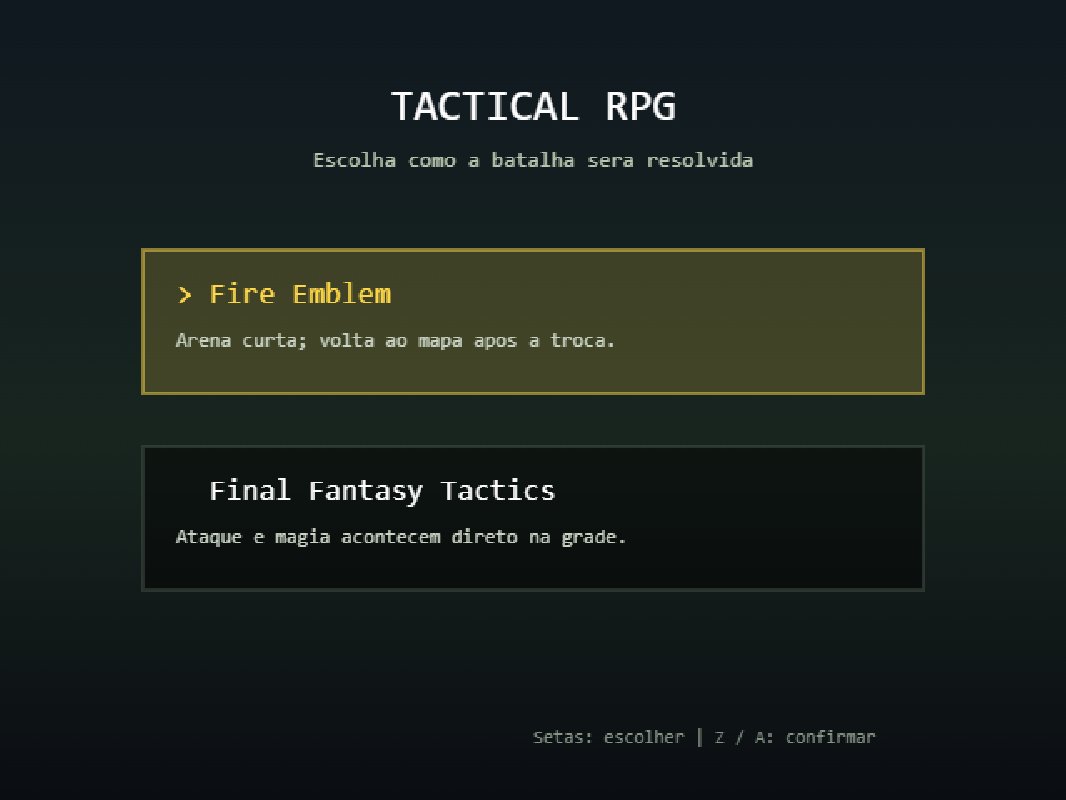 TACTICAL RPG
Escolha como a batalha sera resolvida
> Fire Emblem
Arena curta; volta ao mapa apos a troca.
Final Fantasy Tactics
Ataque e magia acontecem direto na grade.
Setas: escolher | Z / A: confirmar